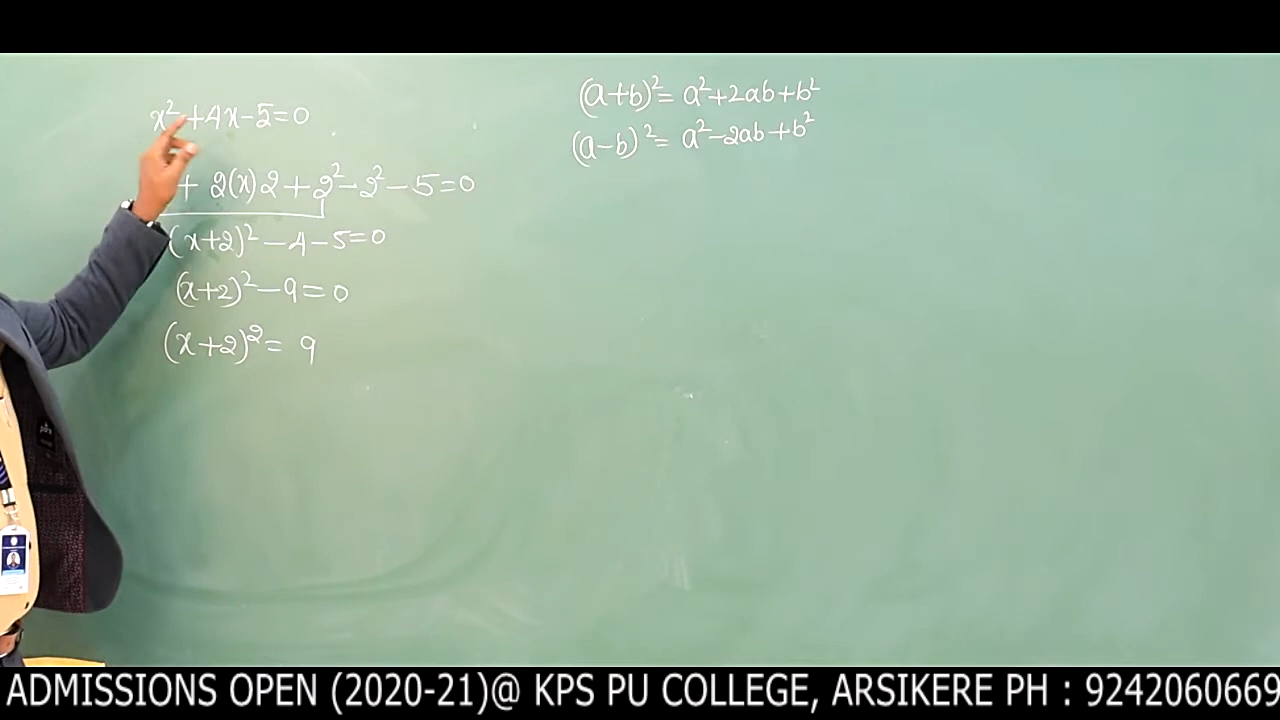 x²+4x-5=0
+ 2(x)2+2²-2²-5=0
(x+2)²-4-5=0
(x+2)²-9=0
(x+2)²= 9
(a+b)²= a²+2ab+b²
(a-b)²= a²-2ab+b²
ADMISSIONS OPEN (2020-21)@ KPS PU COLLEGE, ARSIKERE PH : 9242060669